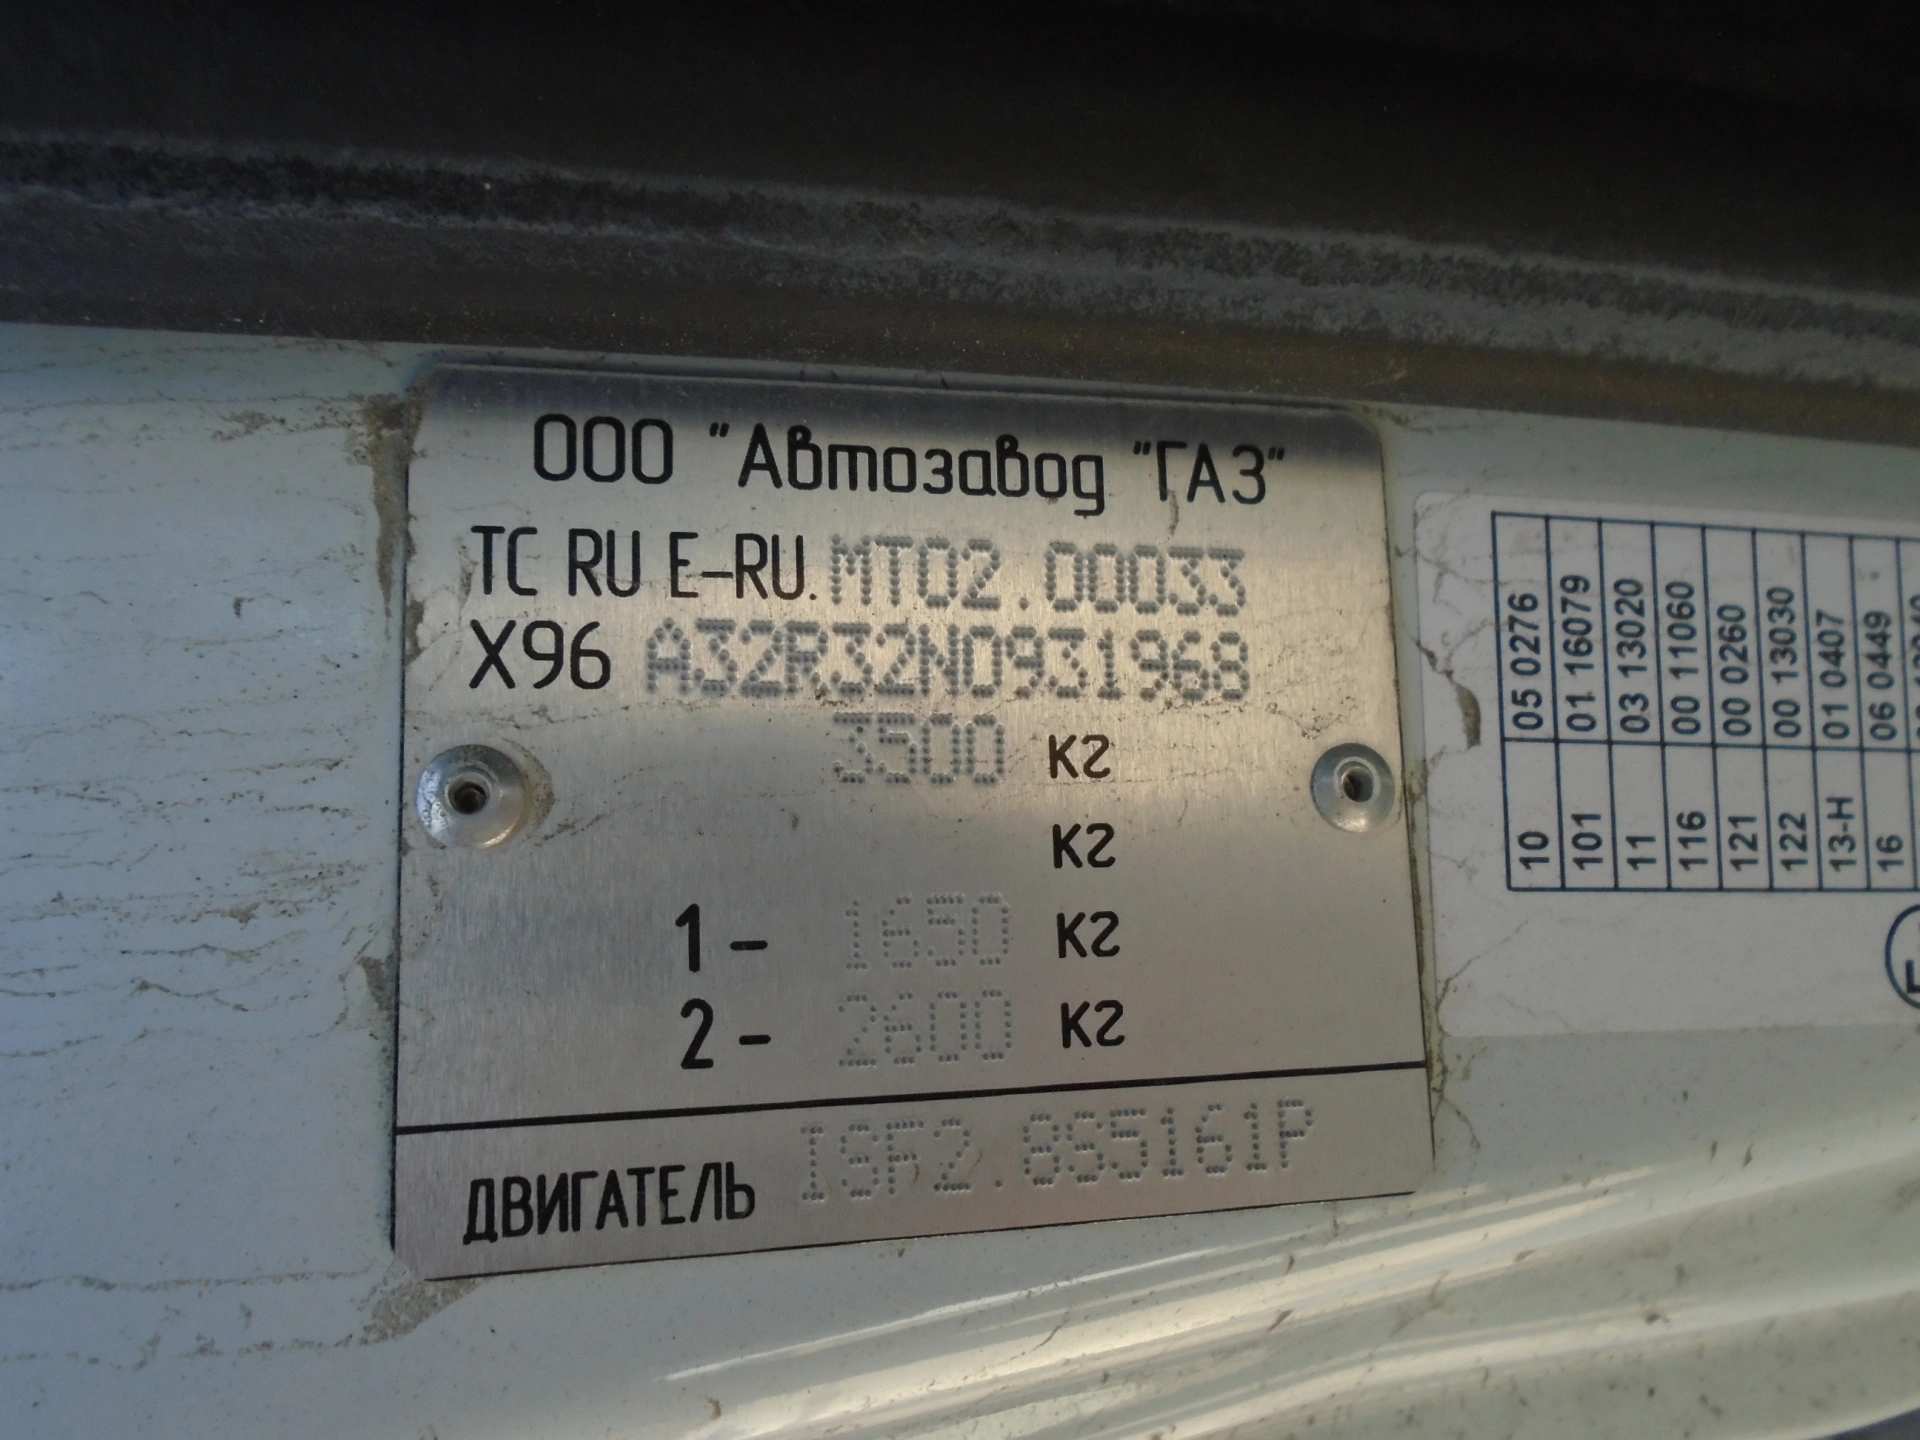 ООО "Автозавод "ГАЗ"
TC RU E-RU.MT02.00033
X96 A32R32N0931968
3500 кг
кг
1 - 1650 кг
2 - 2600 кг
ДВИГАТЕЛЬ ISF2.8S5161P
10 05 0276
101 01 16079
11 03 13020
116 00 11060
121 00 0260
122 00 13030
13-H 01 0407
16 06 0449